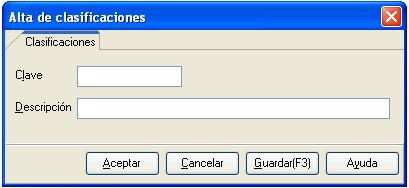 Alta de clasificaciones
Clasificaciones
Clave
Descripción
Aceptar Cancelar Guardar(F3) Ayuda